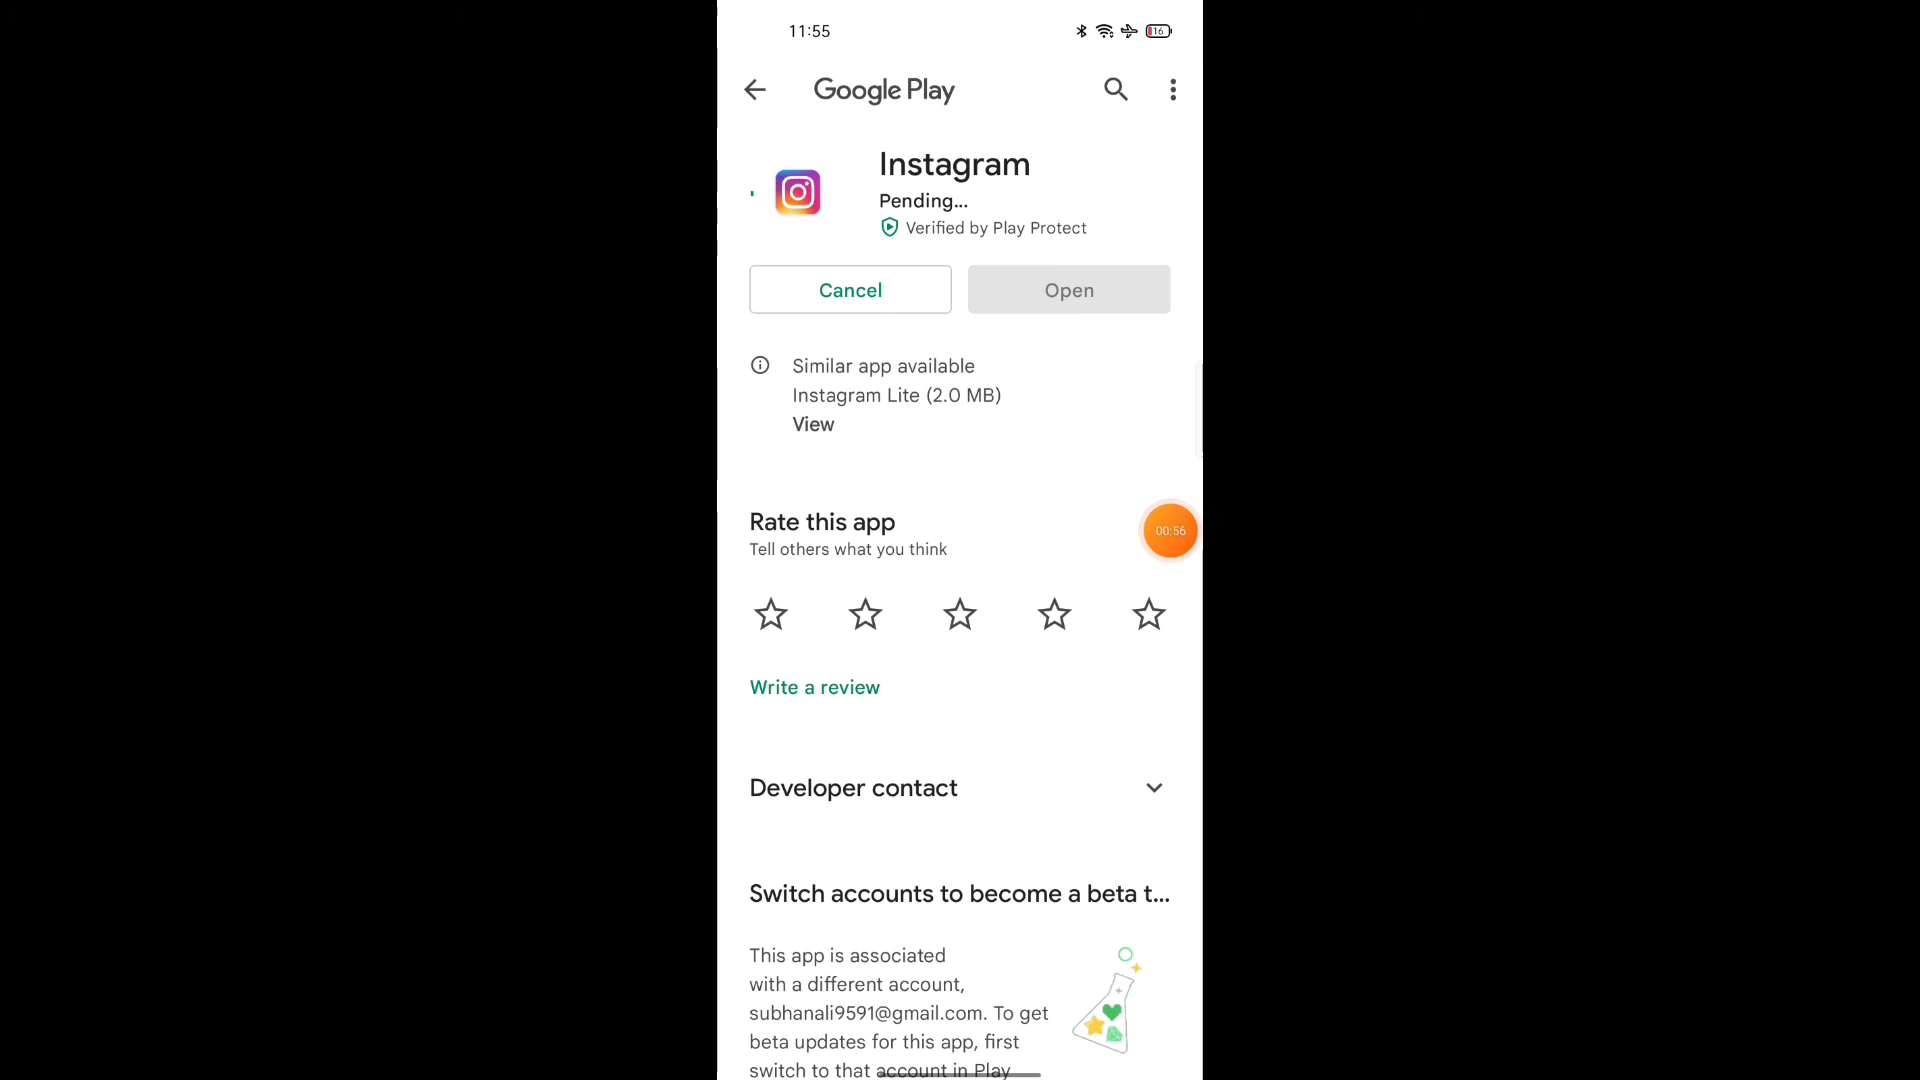 11:55
16
Google Play
Instagram
Pending...
Verified by Play Protect
Cancel
Open
Similar app available
Instagram Lite (2.0 MB)
View
Rate this app
Tell others what you think
00:56
Write a review
Developer contact
Switch accounts to become a beta t...
This app is associated
with a different account,
subhanali9591@gmail.com. To get
beta updates for this app, first
switch to that account in Play